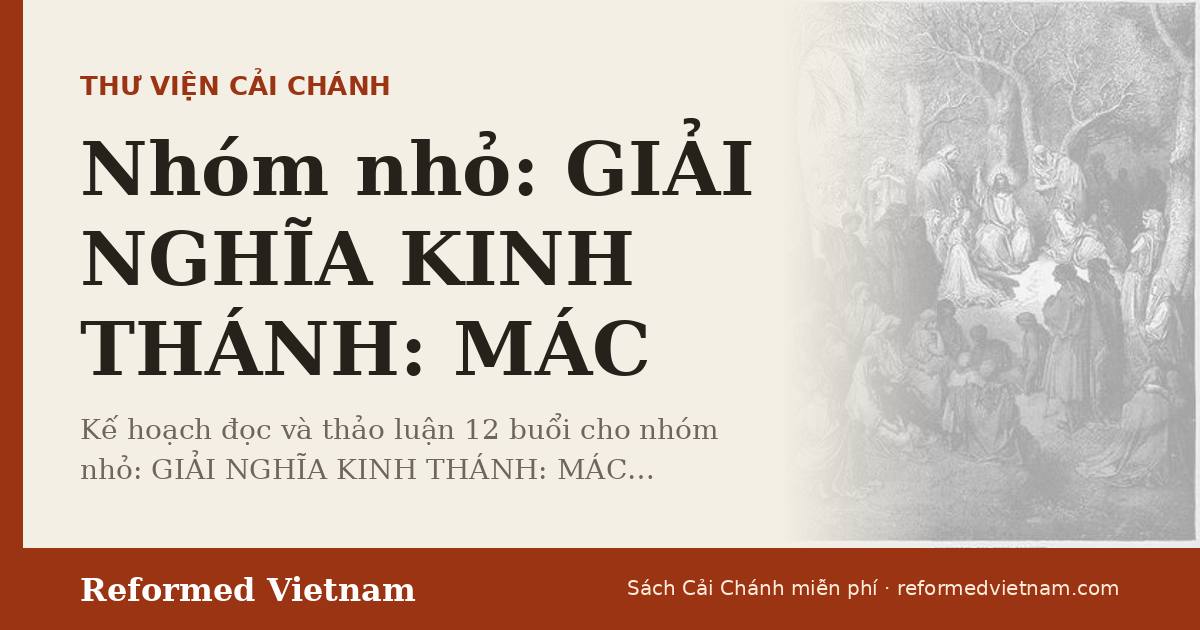 THƯ VIỆN CẢI CHÁNH
Nhóm nhỏ: GIẢI
NGHĨA KINH
THÁNH: MÁC
Kế hoạch đọc và thảo luận 12 buổi cho nhóm
nhỏ: GIẢI NGHĨA KINH THÁNH: MÁC...
Reformed Vietnam
Sách Cải Chánh miễn phí · reformedvietnam.com